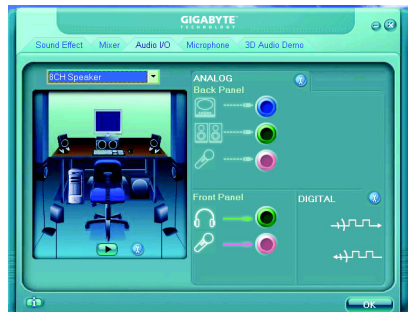 GIGABYTE
TECHNOLOGY
Sound Effect Mixer Audio I/O Microphone 3D Audio Demo
8CH Speaker
ANALOG
Back Panel
Front Panel
DIGITAL
OK